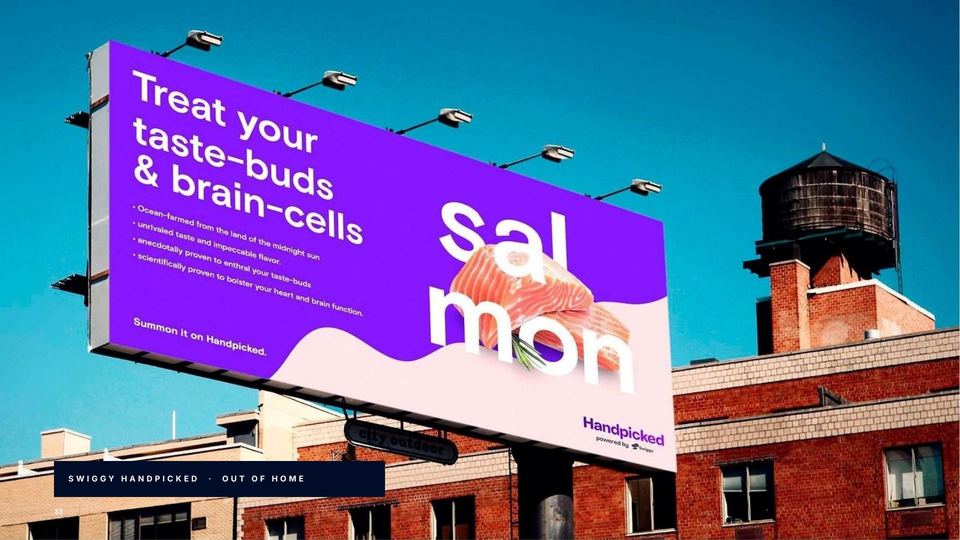 Treat your
taste-buds
& brain-cells
• Ocean-farmed from the land of the midnight sun
• unrivaled taste and impeccable flavor.
• anecdotally proven to enthral your taste-buds
• scientifically proven to bolster your heart and brain function.
Summon it on Handpicked.
sal
mon
Handpicked
powered by Swiggy
city outdoor
SWIGGY HANDPICKED · OUT OF HOME
33